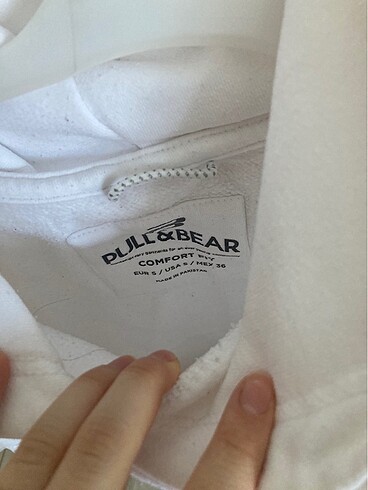 PULL&BEAR
COMFORT FIT
EUR S / USA S / MEX 36
MADE IN PAKISTAN